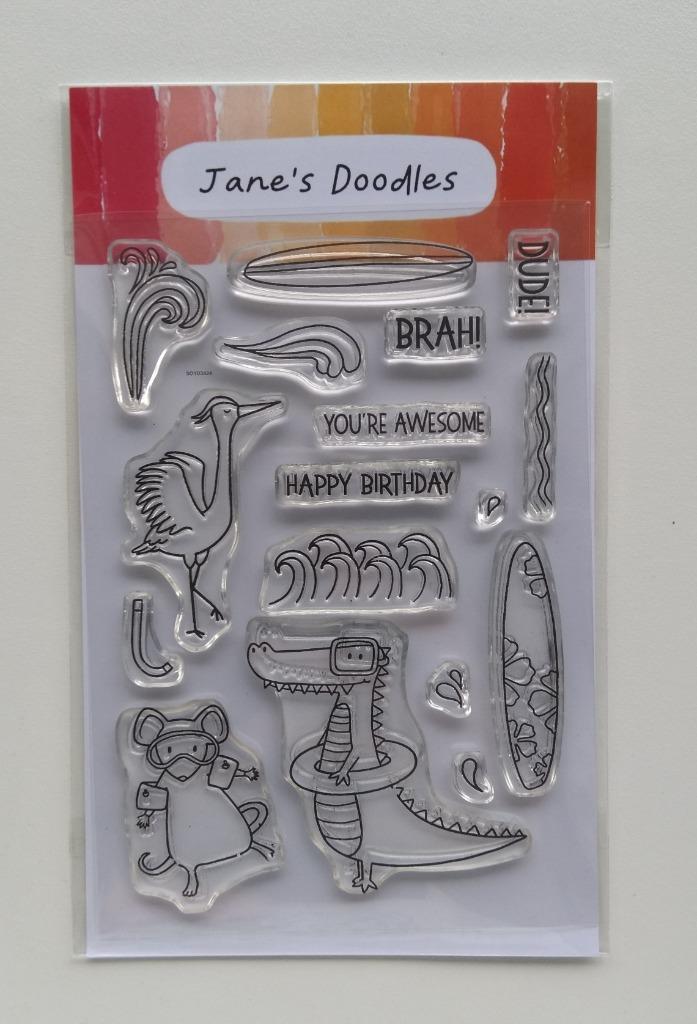 Jane's Doodles
DUDE!
BRAH!
YOU'RE AWESOME
HAPPY BIRTHDAY